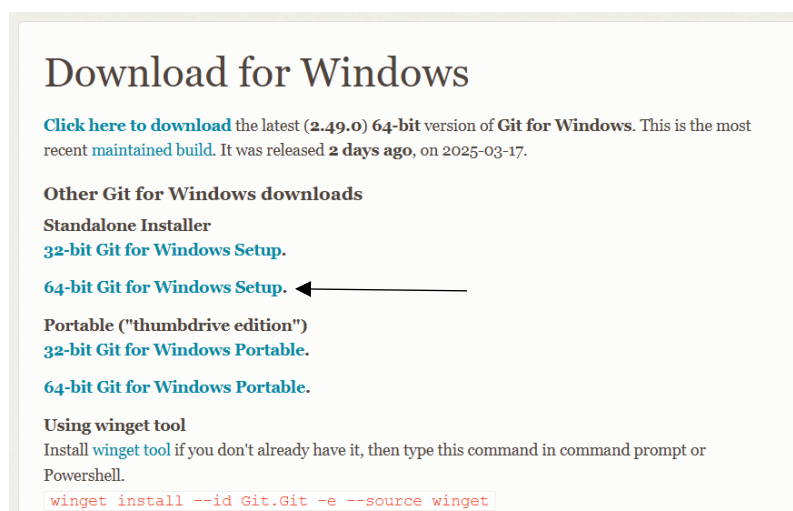 Download for Windows
Click here to download the latest (2.49.0) 64-bit version of Git for Windows. This is the most
recent maintained build. It was released 2 days ago, on 2025-03-17.
Other Git for Windows downloads
Standalone Installer
32-bit Git for Windows Setup.
64-bit Git for Windows Setup.
Portable ("thumbdrive edition")
32-bit Git for Windows Portable.
64-bit Git for Windows Portable.
Using winget tool
Install winget tool if you don't already have it, then type this command in command prompt or
Powershell.
winget install --id Git.Git -e --source winget